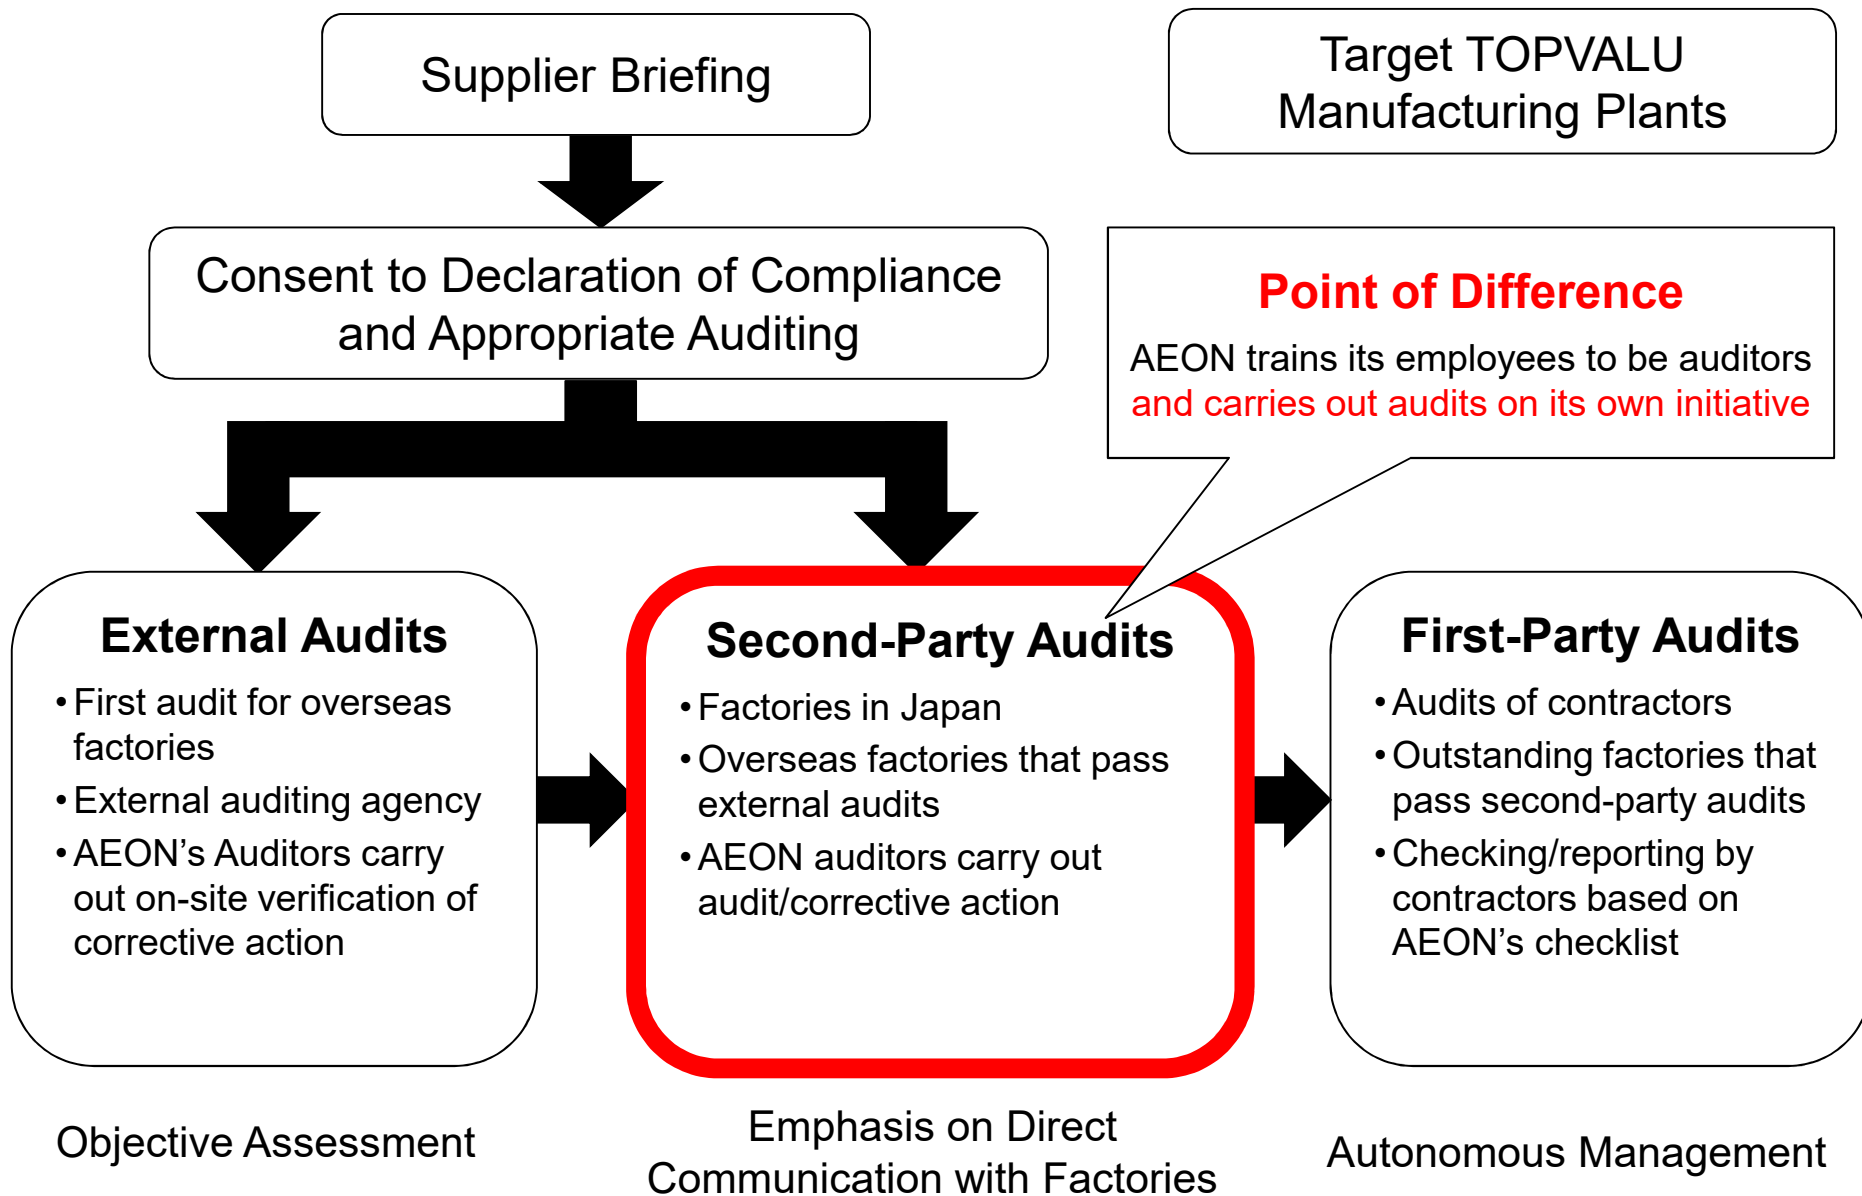 Supplier Briefing
Target TOPVALU
Manufacturing Plants
Consent to Declaration of Compliance
and Appropriate Auditing
Point of Difference
AEON trains its employees to be auditors
and carries out audits on its own initiative
External Audits
• First audit for overseas
factories
• External auditing agency
• AEON’s Auditors carry
out on-site verification of
corrective action
Second-Party Audits
• Factories in Japan
• Overseas factories that pass
external audits
• AEON auditors carry out
audit/corrective action
First-Party Audits
• Audits of contractors
• Outstanding factories that
pass second-party audits
• Checking/reporting by
contractors based on
AEON’s checklist
Objective Assessment
Emphasis on Direct
Communication with Factories
Autonomous Management